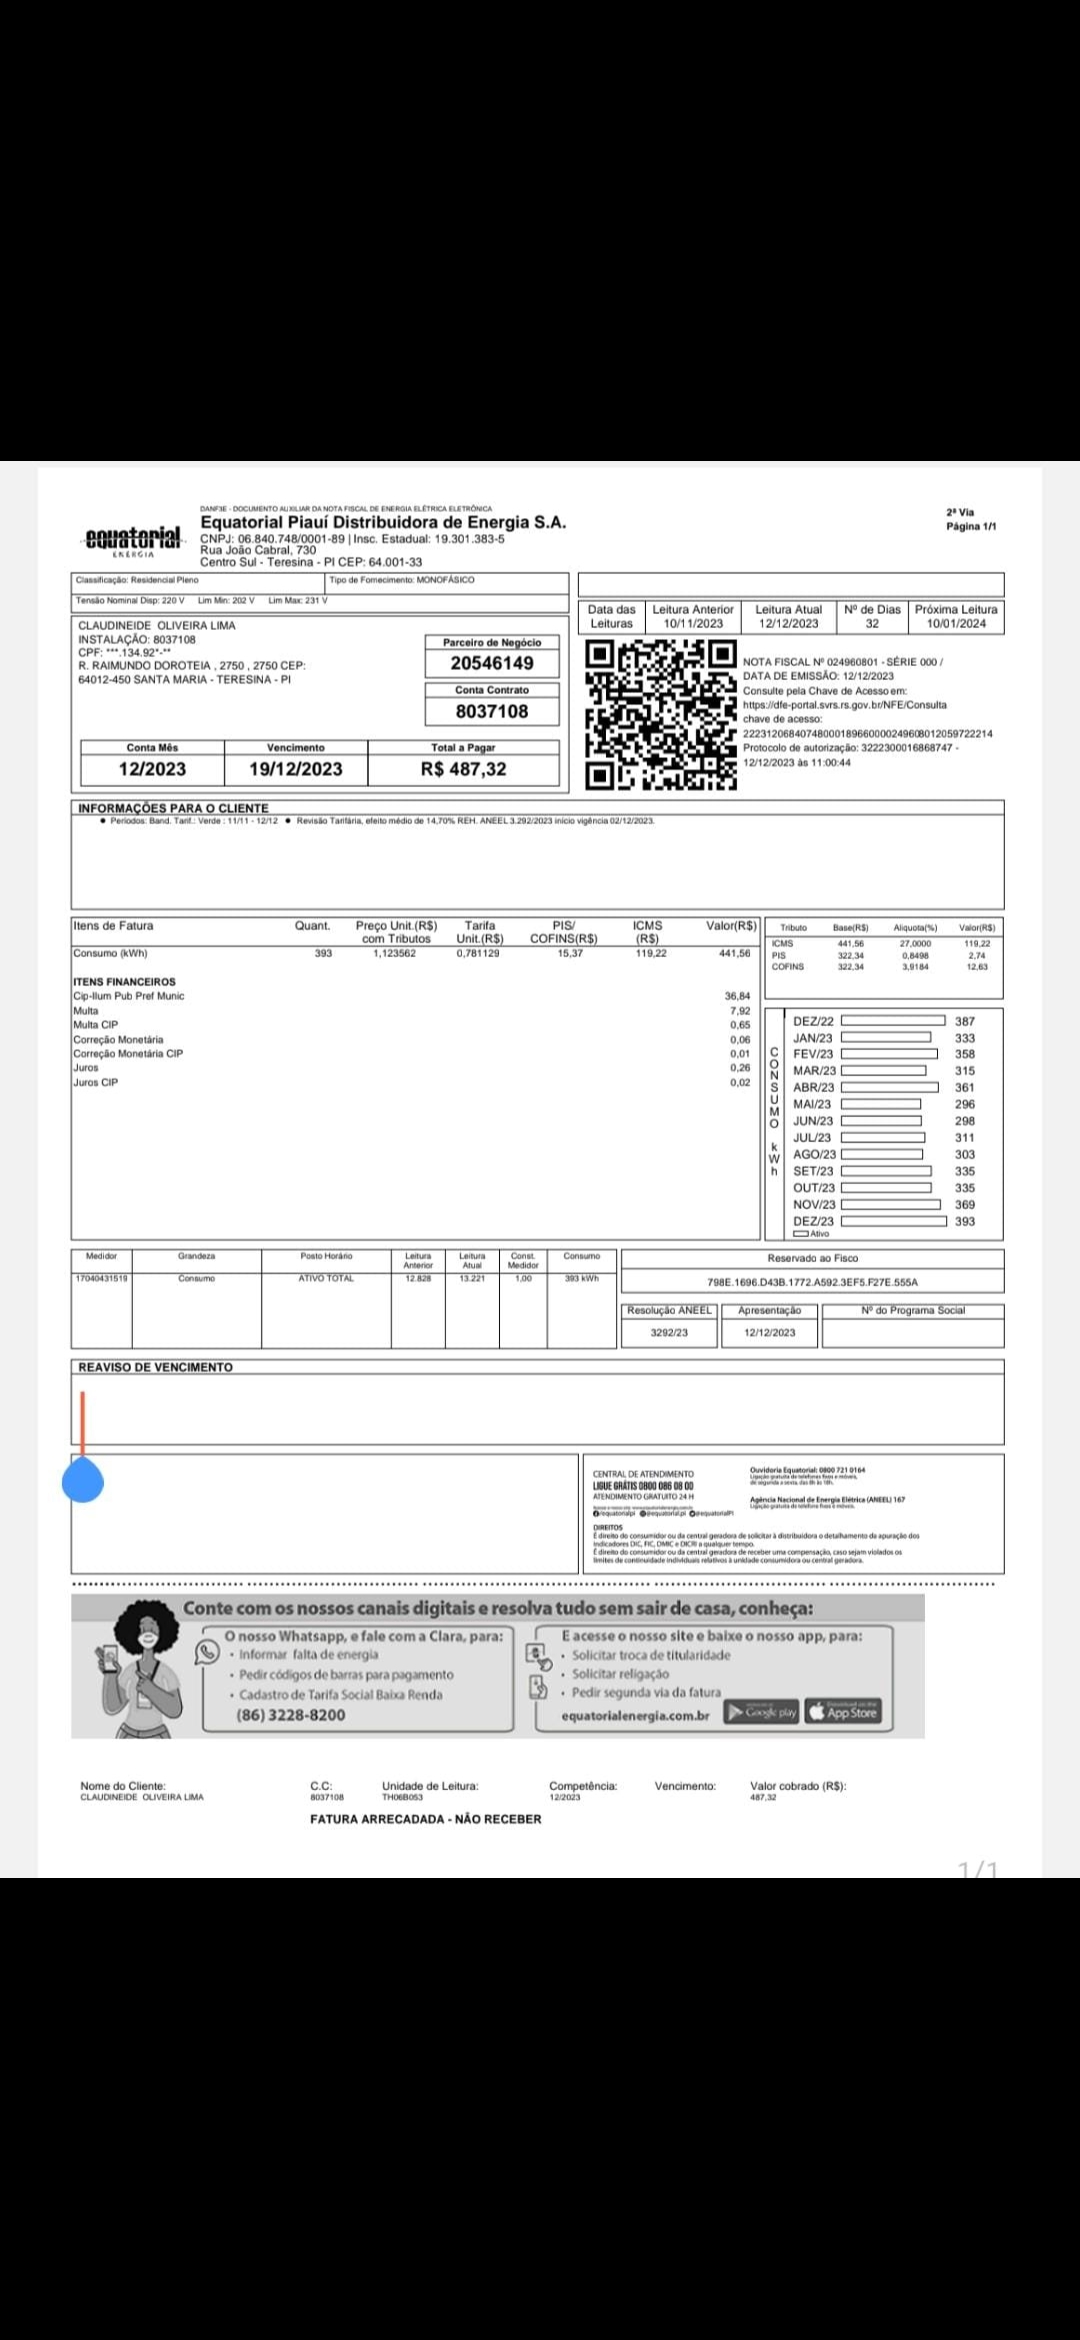 equatorial
ENERGIA
DANF3E - DOCUMENTO AUXILIAR DA NOTA FISCAL DE ENERGIA ELÉTRICA ELETRÔNICA
Equatorial Piauí Distribuidora de Energia S.A.
CNPJ: 06.840.748/0001-89 | Insc. Estadual: 19.301.383-5
Rua João Cabral, 730
Centro Sul - Teresina - PI CEP: 64.001-33
2ª Via
Página 1/1
Classificação: Residencial Pleno
Tipo de Fornecimento: MONOFÁSICO
Tensão Nominal Disp: 220 V Lim Min: 202 V Lim Max: 231 V
CLAUDINEIDE OLIVEIRA LIMA
INSTALAÇÃO: 8037108
CPF: ***.134.92*-**
R. RAIMUNDO DOROTEIA , 2750 , 2750 CEP:
64012-450 SANTA MARIA - TERESINA - PI
Parceiro de Negócio
20546149
Conta Contrato
8037108
Conta Mês Vencimento Total a Pagar
12/2023 19/12/2023 R$ 487,32
Data das Leituras Leitura Anterior Leitura Atual Nº de Dias Próxima Leitura
10/11/2023 12/12/2023 32 10/01/2024
NOTA FISCAL Nº 024960801 - SÉRIE 000 /
DATA DE EMISSÃO: 12/12/2023
Consulte pela Chave de Acesso em:
https://dfe-portal.svrs.rs.gov.br/NFE/Consulta
chave de acesso:
22231206840748000189660000249608012059722214
Protocolo de autorização: 3222300016868747 -
12/12/2023 às 11:00:44
INFORMAÇÕES PARA O CLIENTE
● Períodos: Band. Tarif.: Verde : 11/11 - 12/12 ● Revisão Tarifária, efeito médio de 14,70% REH. ANEEL 3.292/2023 início vigência 02/12/2023.
Itens de Fatura Quant. Preço Unit.(R$) com Tributos Tarifa Unit.(R$) PIS/ COFINS(R$) ICMS (R$) Valor(R$)
Consumo (kWh) 393 1,123562 0,781129 15,37 119,22 441,56
ITENS FINANCEIROS
Cip-Ilum Pub Pref Munic 36,84
Multa 7,92
Multa CIP 0,65
Correção Monetária 0,06
Correção Monetária CIP 0,01
Juros 0,26
Juros CIP 0,02
Tributo Base(R$) Aliquota(%) Valor(R$)
ICMS 441,56 27,0000 119,22
PIS 322,34 0,8498 2,74
COFINS 322,34 3,9184 12,63
CONSUMO kWh
DEZ/22 387
JAN/23 333
FEV/23 358
MAR/23 315
ABR/23 361
MAI/23 296
JUN/23 298
JUL/23 311
AGO/23 303
SET/23 335
OUT/23 335
NOV/23 369
DEZ/23 393
Ativo
Medidor Grandeza Posto Horário Leitura Anterior Leitura Atual Const. Medidor Consumo
17040431519 Consumo ATIVO TOTAL 12.828 13.221 1,00 393 kWh
Reservado ao Fisco
798E.1696.D43B.1772.A592.3EF5.F27E.555A
Resolução ANEEL Apresentação Nº do Programa Social
3292/23 12/12/2023
REAVISO DE VENCIMENTO
CENTRAL DE ATENDIMENTO
LIGUE GRÁTIS 0800 086 08 00
ATENDIMENTO GRATUITO 24 H
equatorialpi @equatorial.pi @equatorialPI
Ouvidoria Equatorial: 0800 721 0164
Ligação gratuita de telefones fixos e móveis,
de segunda a sexta, das 8h às 18h.
Agência Nacional de Energia Elétrica (ANEEL) 167
Ligação gratuita de telefones fixos e móveis.
DIREITOS
É direito do consumidor ou da central geradora de solicitar à distribuidora o detalhamento da apuração dos
indicadores DIC, FIC, DMIC e DICRI a qualquer tempo.
É direito do consumidor ou da central geradora de receber uma compensação, caso sejam violados os
limites de continuidade individuais relativos à unidade consumidora ou central geradora.
Conte com os nossos canais digitais e resolva tudo sem sair de casa, conheça:
O nosso Whatsapp, e fale com a Clara, para:
• Informar falta de energia
• Pedir códigos de barras para pagamento
• Cadastro de Tarifa Social Baixa Renda
(86) 3228-8200
E acesse o nosso site e baixe o nosso app, para:
• Solicitar troca de titularidade
• Solicitar religação
• Pedir segunda via da fatura
equatorialenergia.com.br
Google play
App Store
Nome do Cliente: C.C: Unidade de Leitura: Competência: Vencimento: Valor cobrado (R$):
CLAUDINEIDE OLIVEIRA LIMA 8037108 TH06B053 12/2023 487,32
FATURA ARRECADADA - NÃO RECEBER
1/1